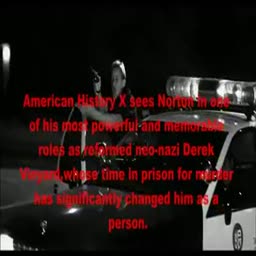 American History X sees Norton in one
of his most powerful and memorable
roles as reformed neo-nazi Derek
Vinyard,whose time in prison for murder
has significantly changed him as a
person.